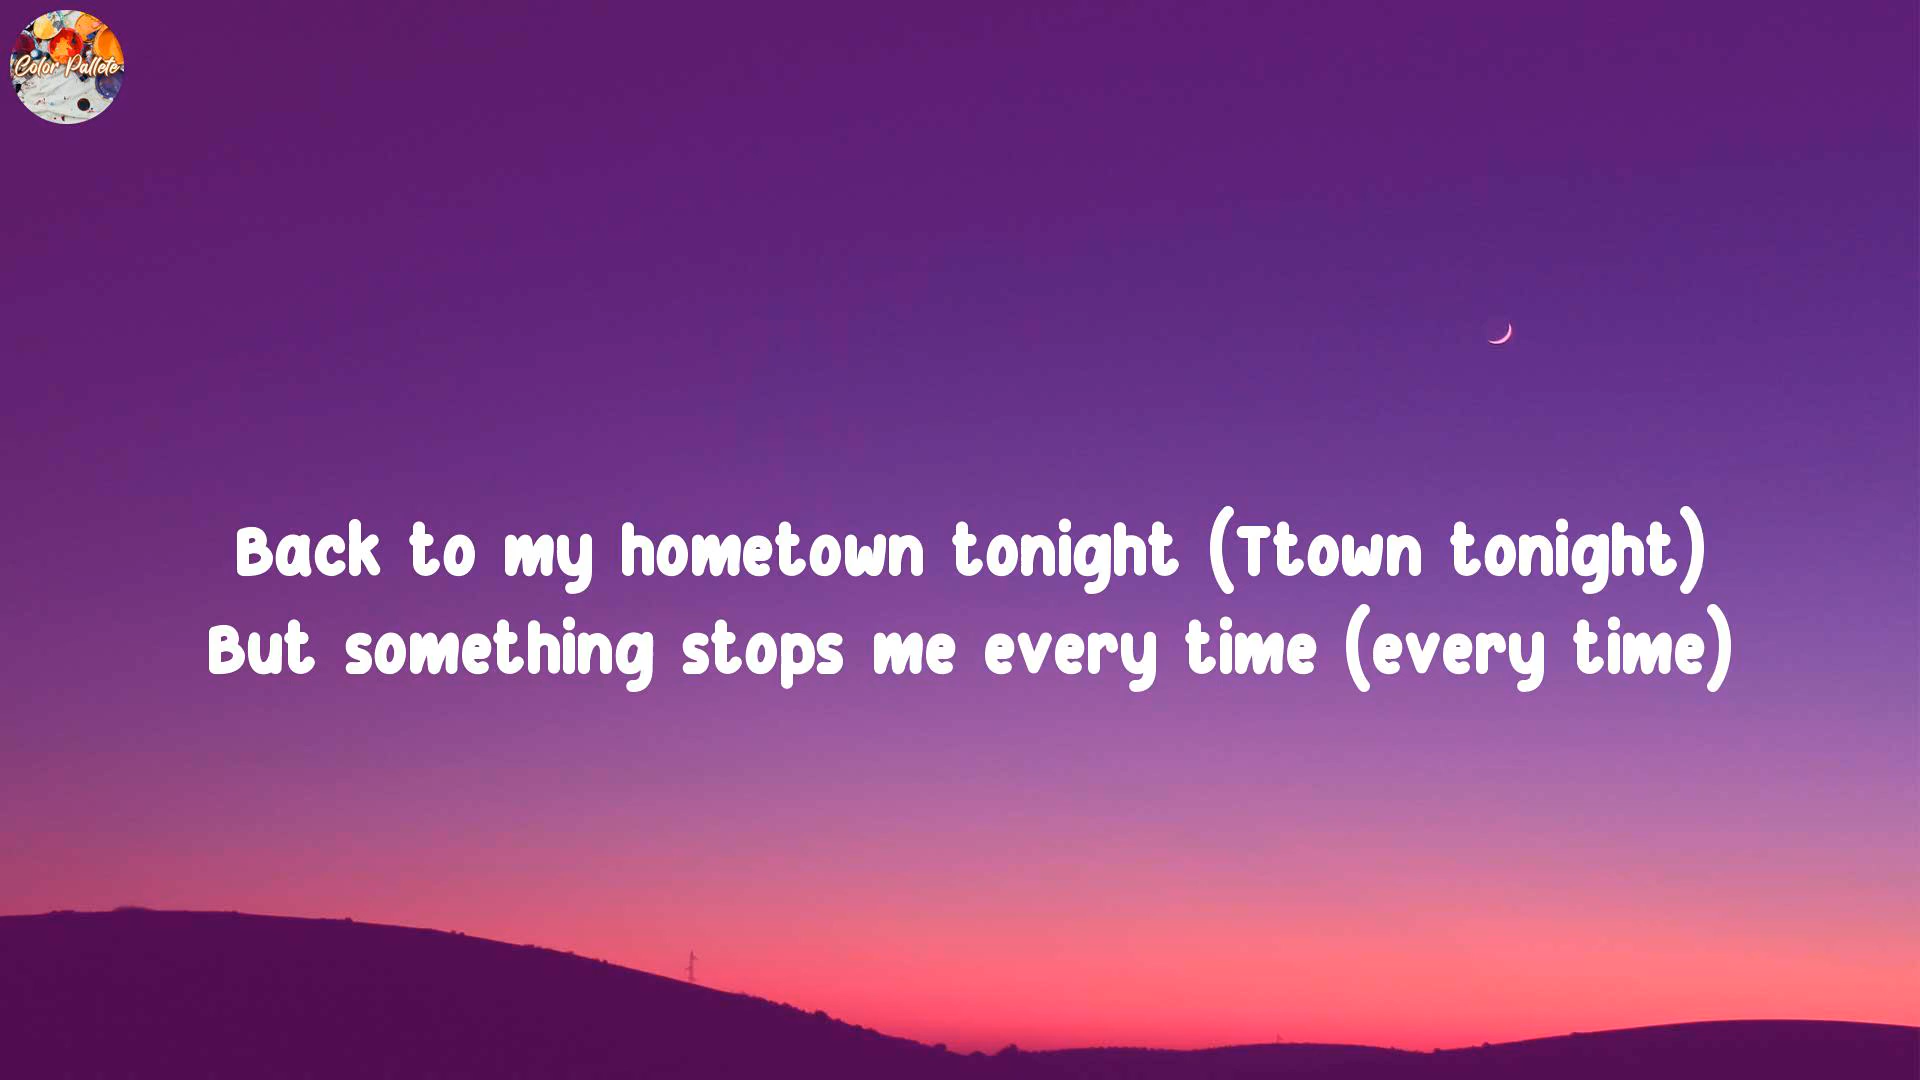 Color Pallete
Back to my hometown tonight (Ttown tonight)
But something stops me every time (every time)